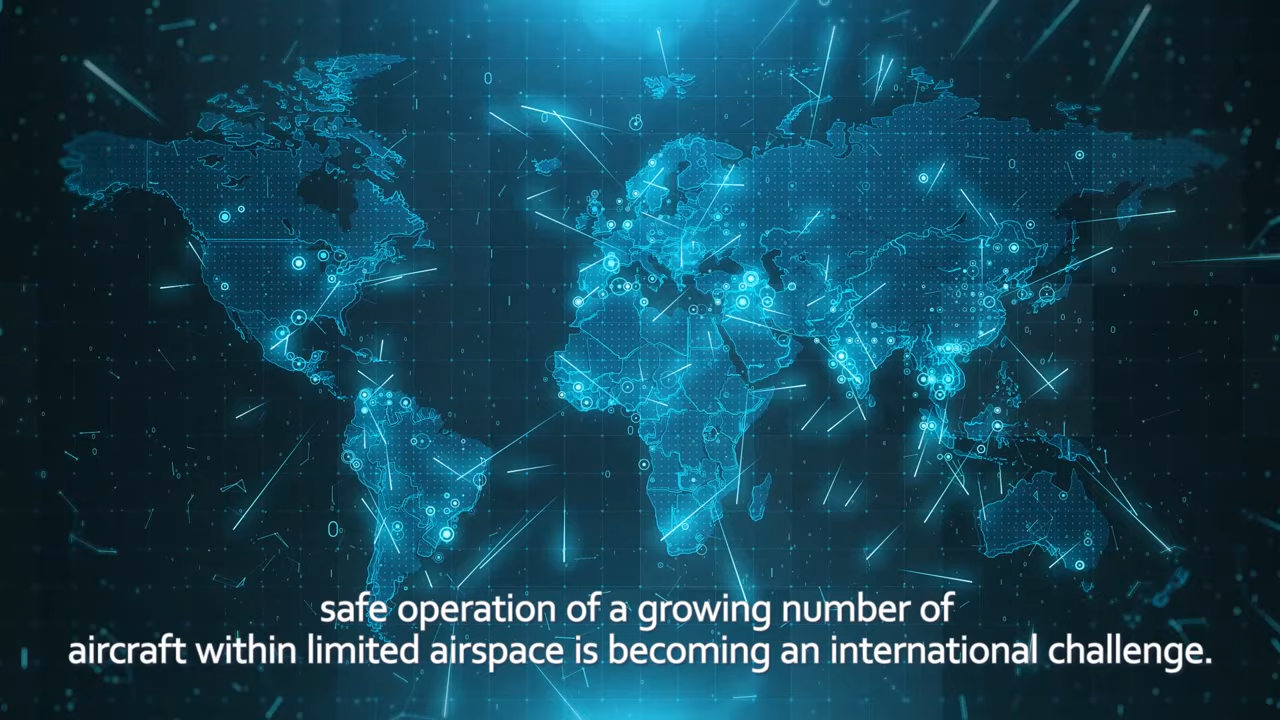 safe operation of a growing number of
aircraft within limited airspace is becoming an international challenge.